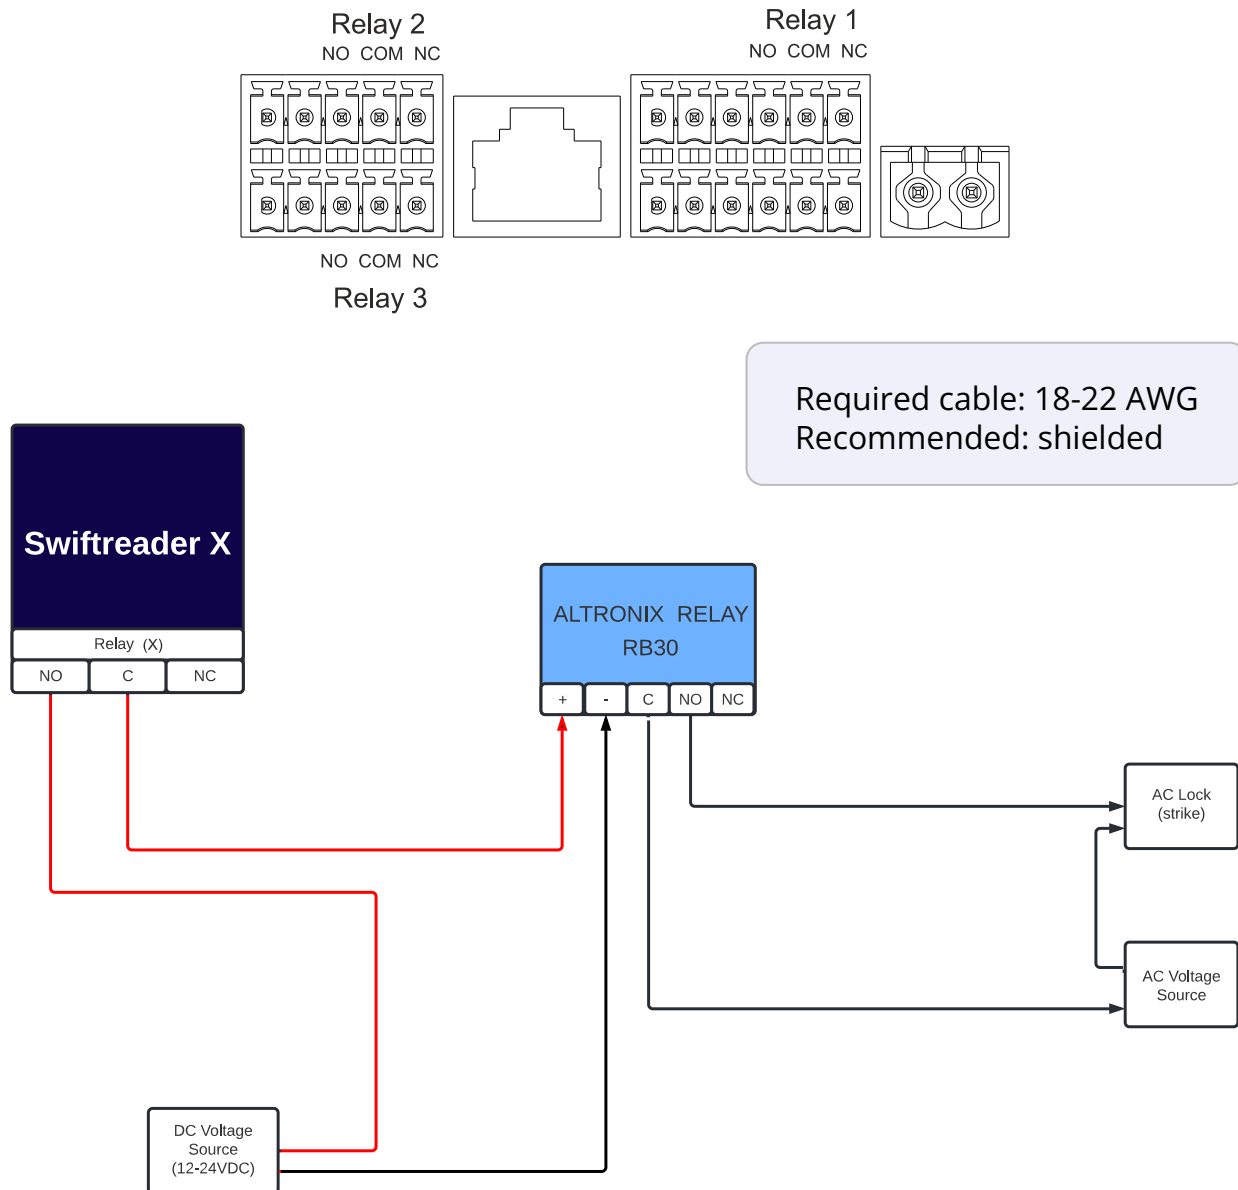 Relay 2
NO COM NC
Relay 1
NO COM NC
NO COM NC
Relay 3
Required cable: 18-22 AWG
Recommended: shielded
Swiftreader X
Relay (X)
NO C NC
ALTRONIX RELAY
RB30
+ - C NO NC
AC Lock
(strike)
AC Voltage
Source
DC Voltage
Source
(12-24VDC)